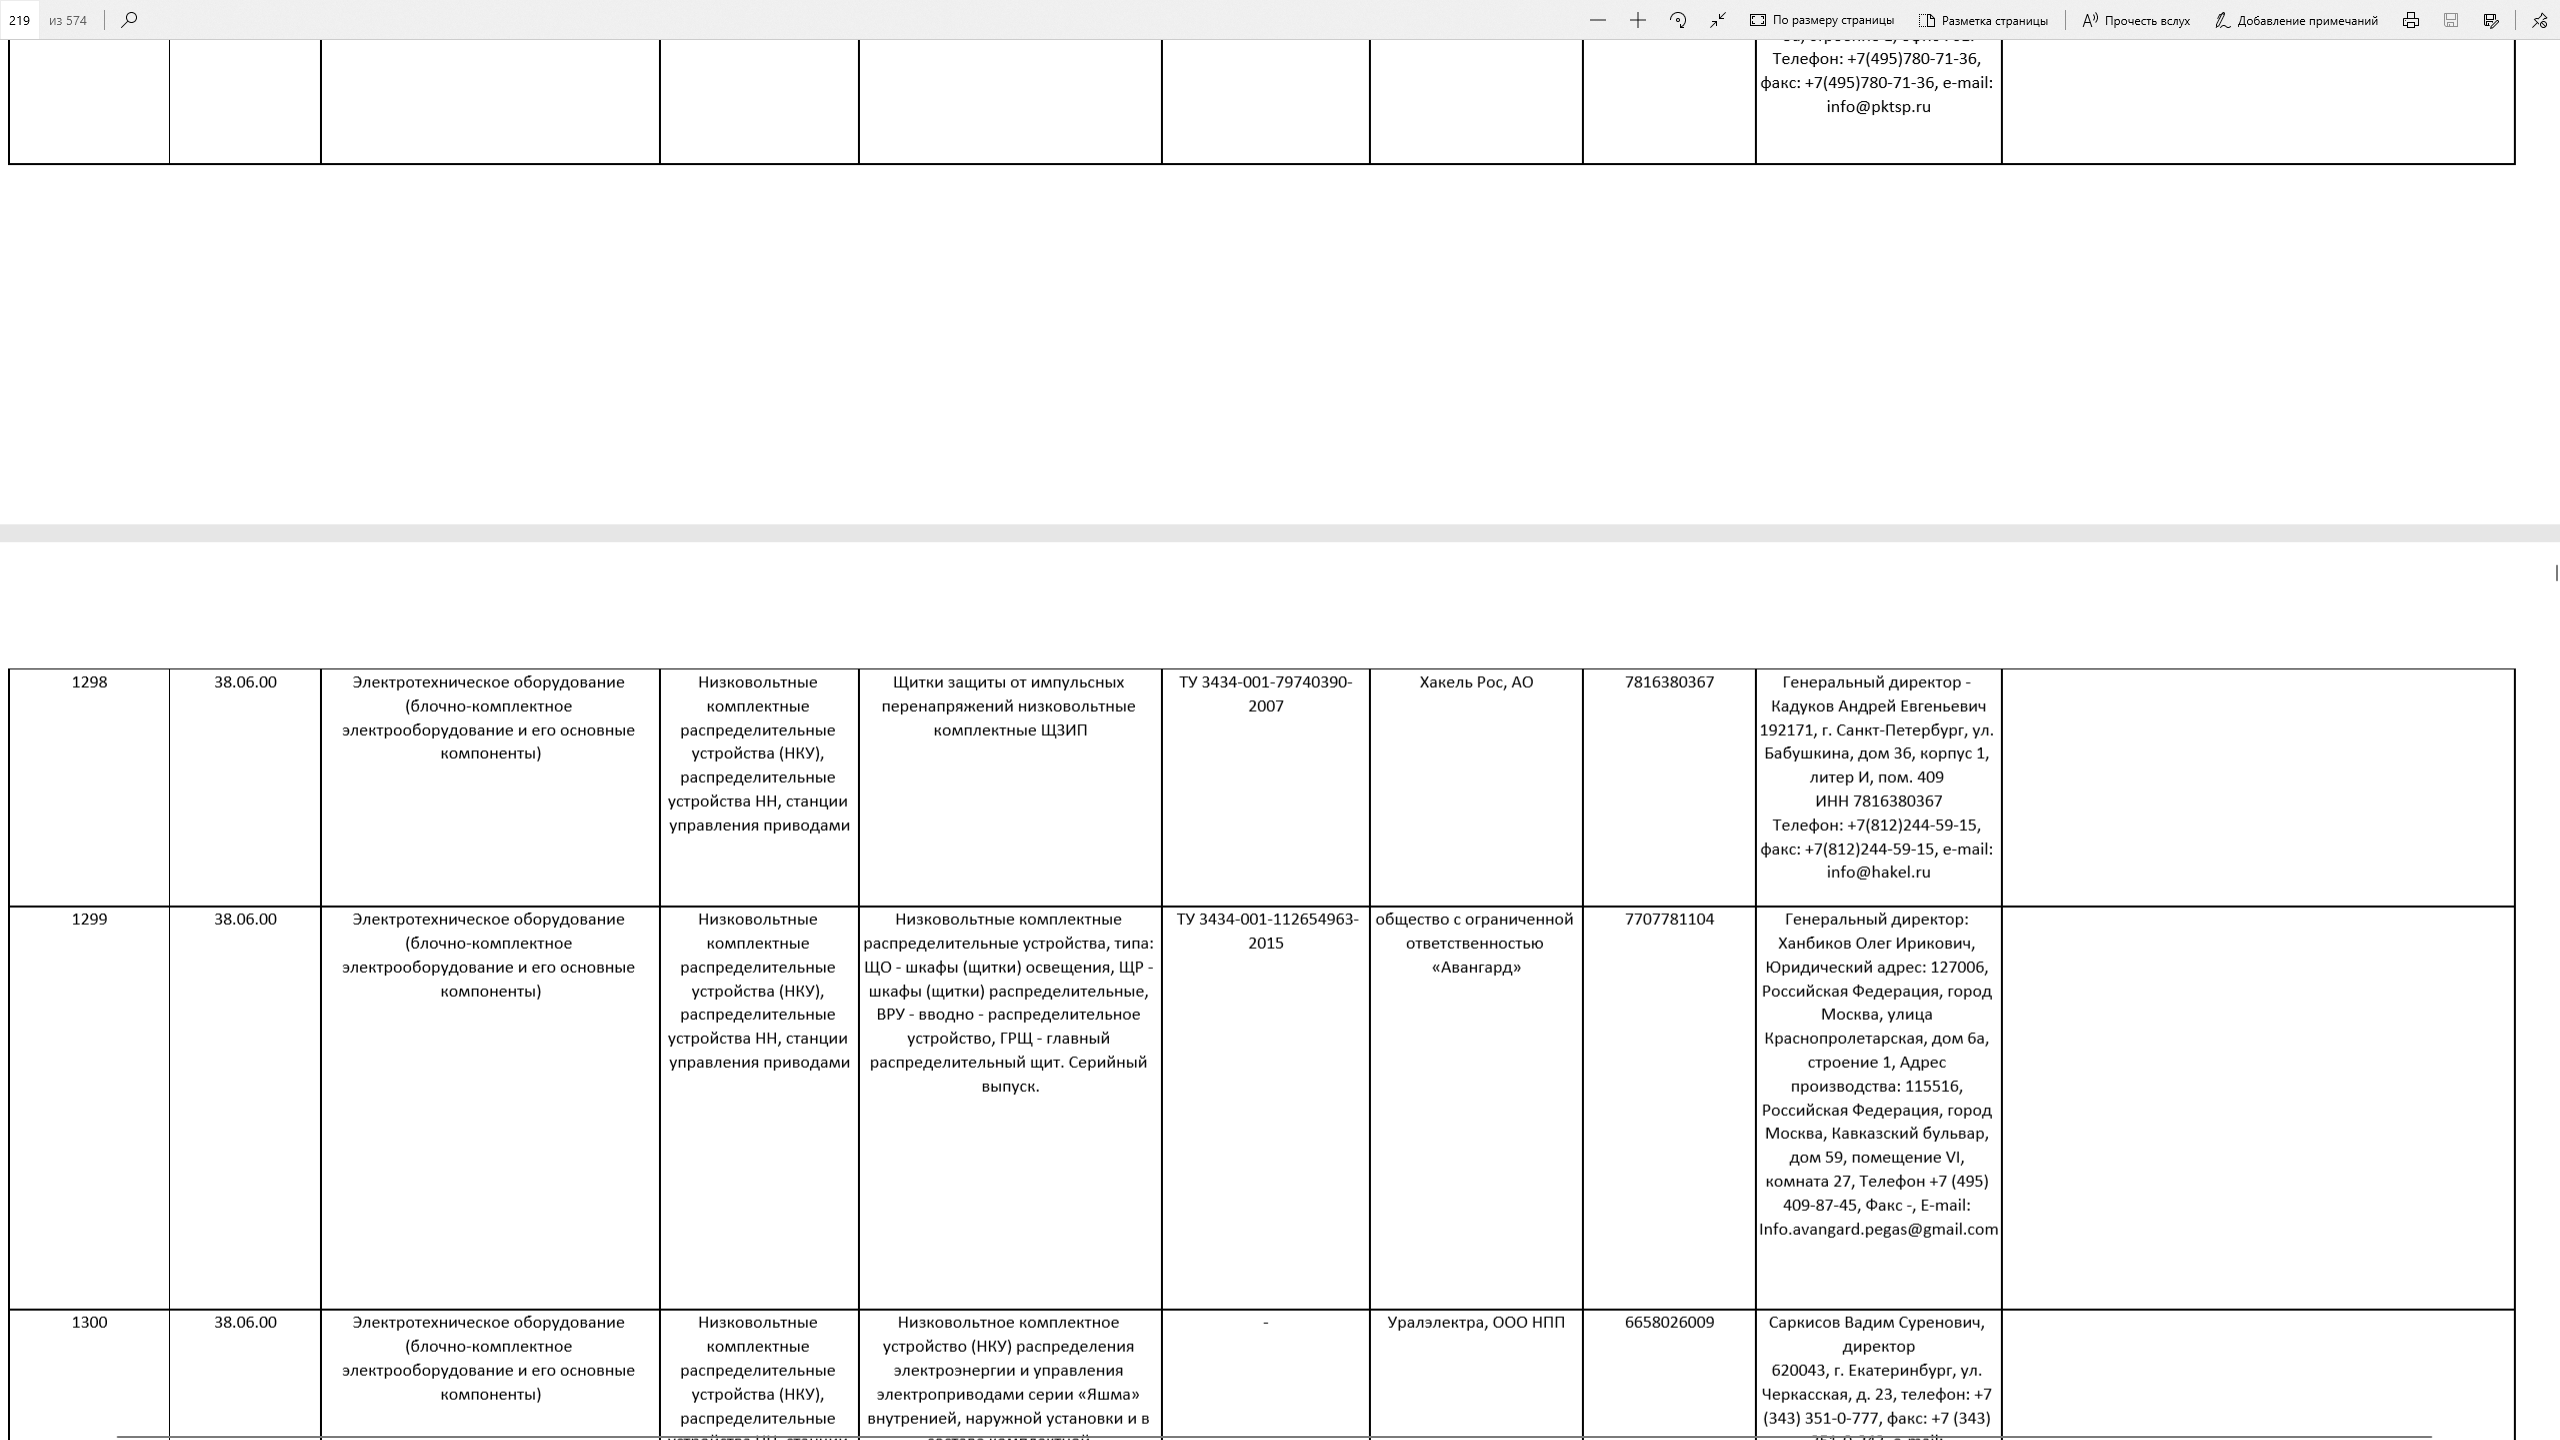 219 из 574 По размеру страницы Разметка страницы Прочесть вслух Добавление примечаний
Телефон: +7(495)780-71-36,
факс: +7(495)780-71-36, e-mail:
info@pktsp.ru
1298
38.06.00
Электротехническое оборудование
(блочно-комплектное
электрооборудование и его основные
компоненты)
Низковольтные
комплектные
распределительные
устройства (НКУ),
распределительные
устройства НН, станции
управления приводами
Щитки защиты от импульсных
перенапряжений низковольтные
комплектные ЩЗИП
ТУ 3434-001-79740390-
2007
Хакель Рос, АО
7816380367
Генеральный директор -
Кадуков Андрей Евгеньевич
192171, г. Санкт-Петербург, ул.
Бабушкина, дом 36, корпус 1,
литер И, пом. 409
ИНН 7816380367
Телефон: +7(812)244-59-15,
факс: +7(812)244-59-15, e-mail:
info@hakel.ru
1299
38.06.00
Электротехническое оборудование
(блочно-комплектное
электрооборудование и его основные
компоненты)
Низковольтные
комплектные
распределительные
устройства (НКУ),
распределительные
устройства НН, станции
управления приводами
Низковольтные комплектные
распределительные устройства, типа:
ЩО - шкафы (щитки) освещения, ЩР -
шкафы (щитки) распределительные,
ВРУ - вводно - распределительное
устройство, ГРЩ - главный
распределительный щит. Серийный
выпуск.
ТУ 3434-001-112654963-
2015
общество с ограниченной
ответственностью
«Авангард»
7707781104
Генеральный директор:
Ханбиков Олег Ирикович,
Юридический адрес: 127006,
Российская Федерация, город
Москва, улица
Краснопролетарская, дом 6а,
строение 1, Адрес
производства: 115516,
Российская Федерация, город
Москва, Кавказский бульвар,
дом 59, помещение VI,
комната 27, Телефон +7 (495)
409-87-45, Факс -, E-mail:
Info.avangard.pegas@gmail.com
1300
38.06.00
Электротехническое оборудование
(блочно-комплектное
электрооборудование и его основные
компоненты)
Низковольтные
комплектные
распределительные
устройства (НКУ),
распределительные
Низковольтное комплектное
устройство (НКУ) распределения
электроэнергии и управления
электроприводами серии «Яшма»
внутренией, наружной установки и в
-
Уралэлектра, ООО НПП
6658026009
Саркисов Вадим Суренович,
директор
620043, г. Екатеринбург, ул.
Черкасская, д. 23, телефон: +7
(343) 351-0-777, факс: +7 (343)